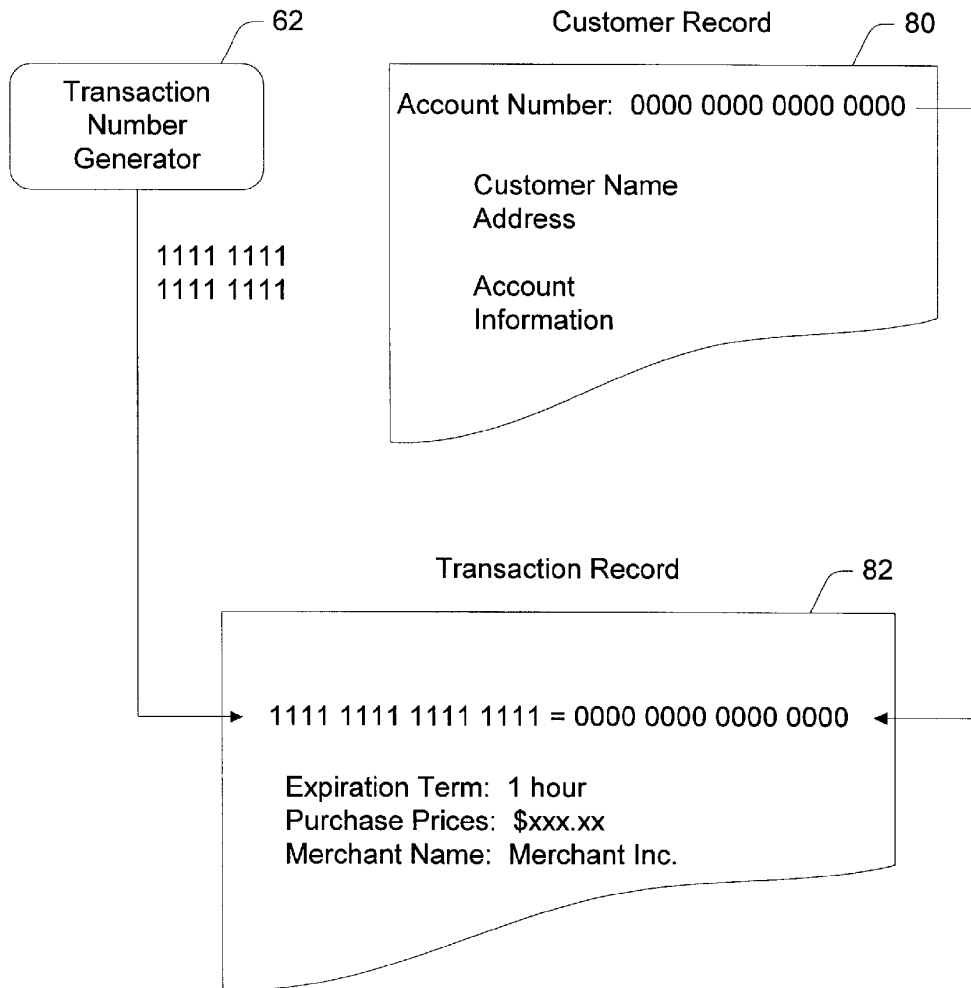 62
Transaction
Number
Generator
1111 1111
1111 1111
Customer Record
80
Account Number: 0000 0000 0000 0000
Customer Name
Address
Account
Information
Transaction Record
82
1111 1111 1111 1111 = 0000 0000 0000 0000
Expiration Term: 1 hour
Purchase Prices: $xxx.xx
Merchant Name: Merchant Inc.